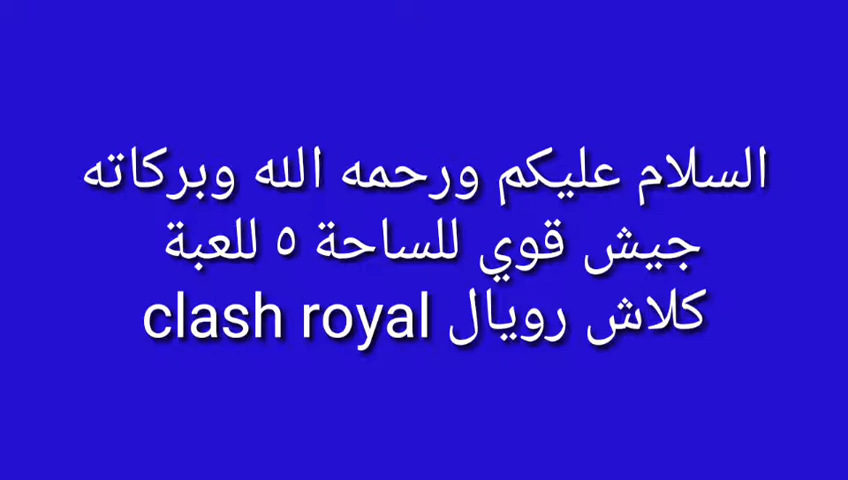 السلام عليكم ورحمه الله وبركاته
جيش قوي للساحة ٥ للعبة
كلاش رويال clash royal